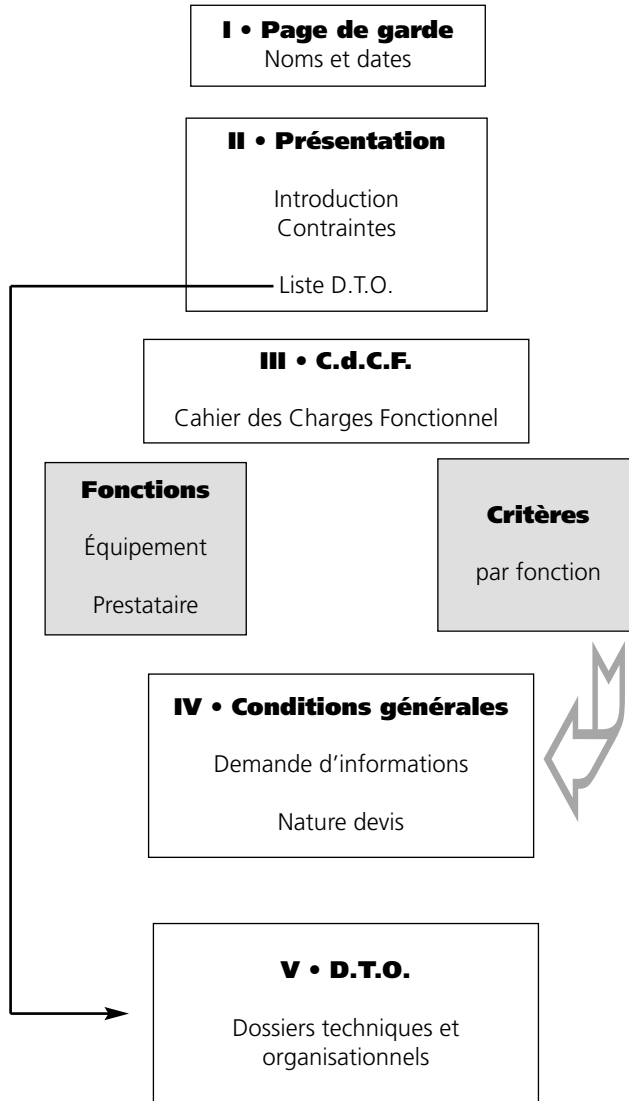 I • Page de garde
Noms et dates
II • Présentation
Introduction
Contraintes
Liste D.T.O.
III • C.d.C.F.
Cahier des Charges Fonctionnel
Fonctions
Équipement
Prestataire
Critères
par fonction
IV • Conditions générales
Demande d’informations
Nature devis
V • D.T.O.
Dossiers techniques et
organisationnels